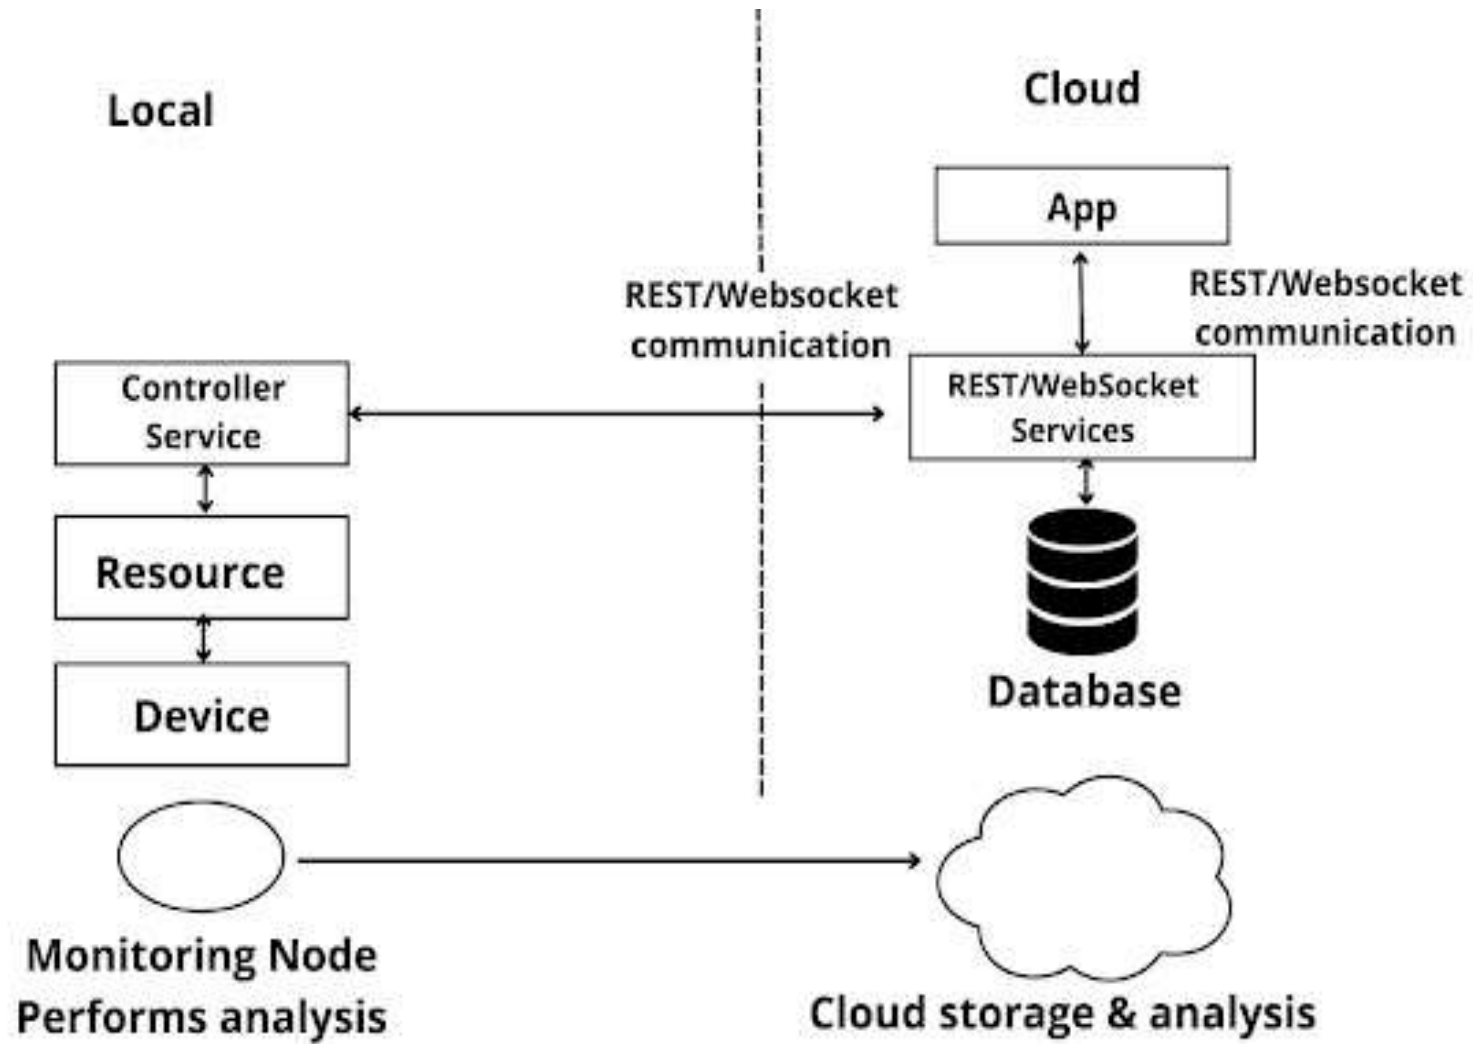 Local
Cloud
App
REST/Websocket
communication
REST/Websocket
communication
Controller
Service
REST/WebSocket
Services
Resource
Device
Database
Monitoring Node
Performs analysis
Cloud storage & analysis